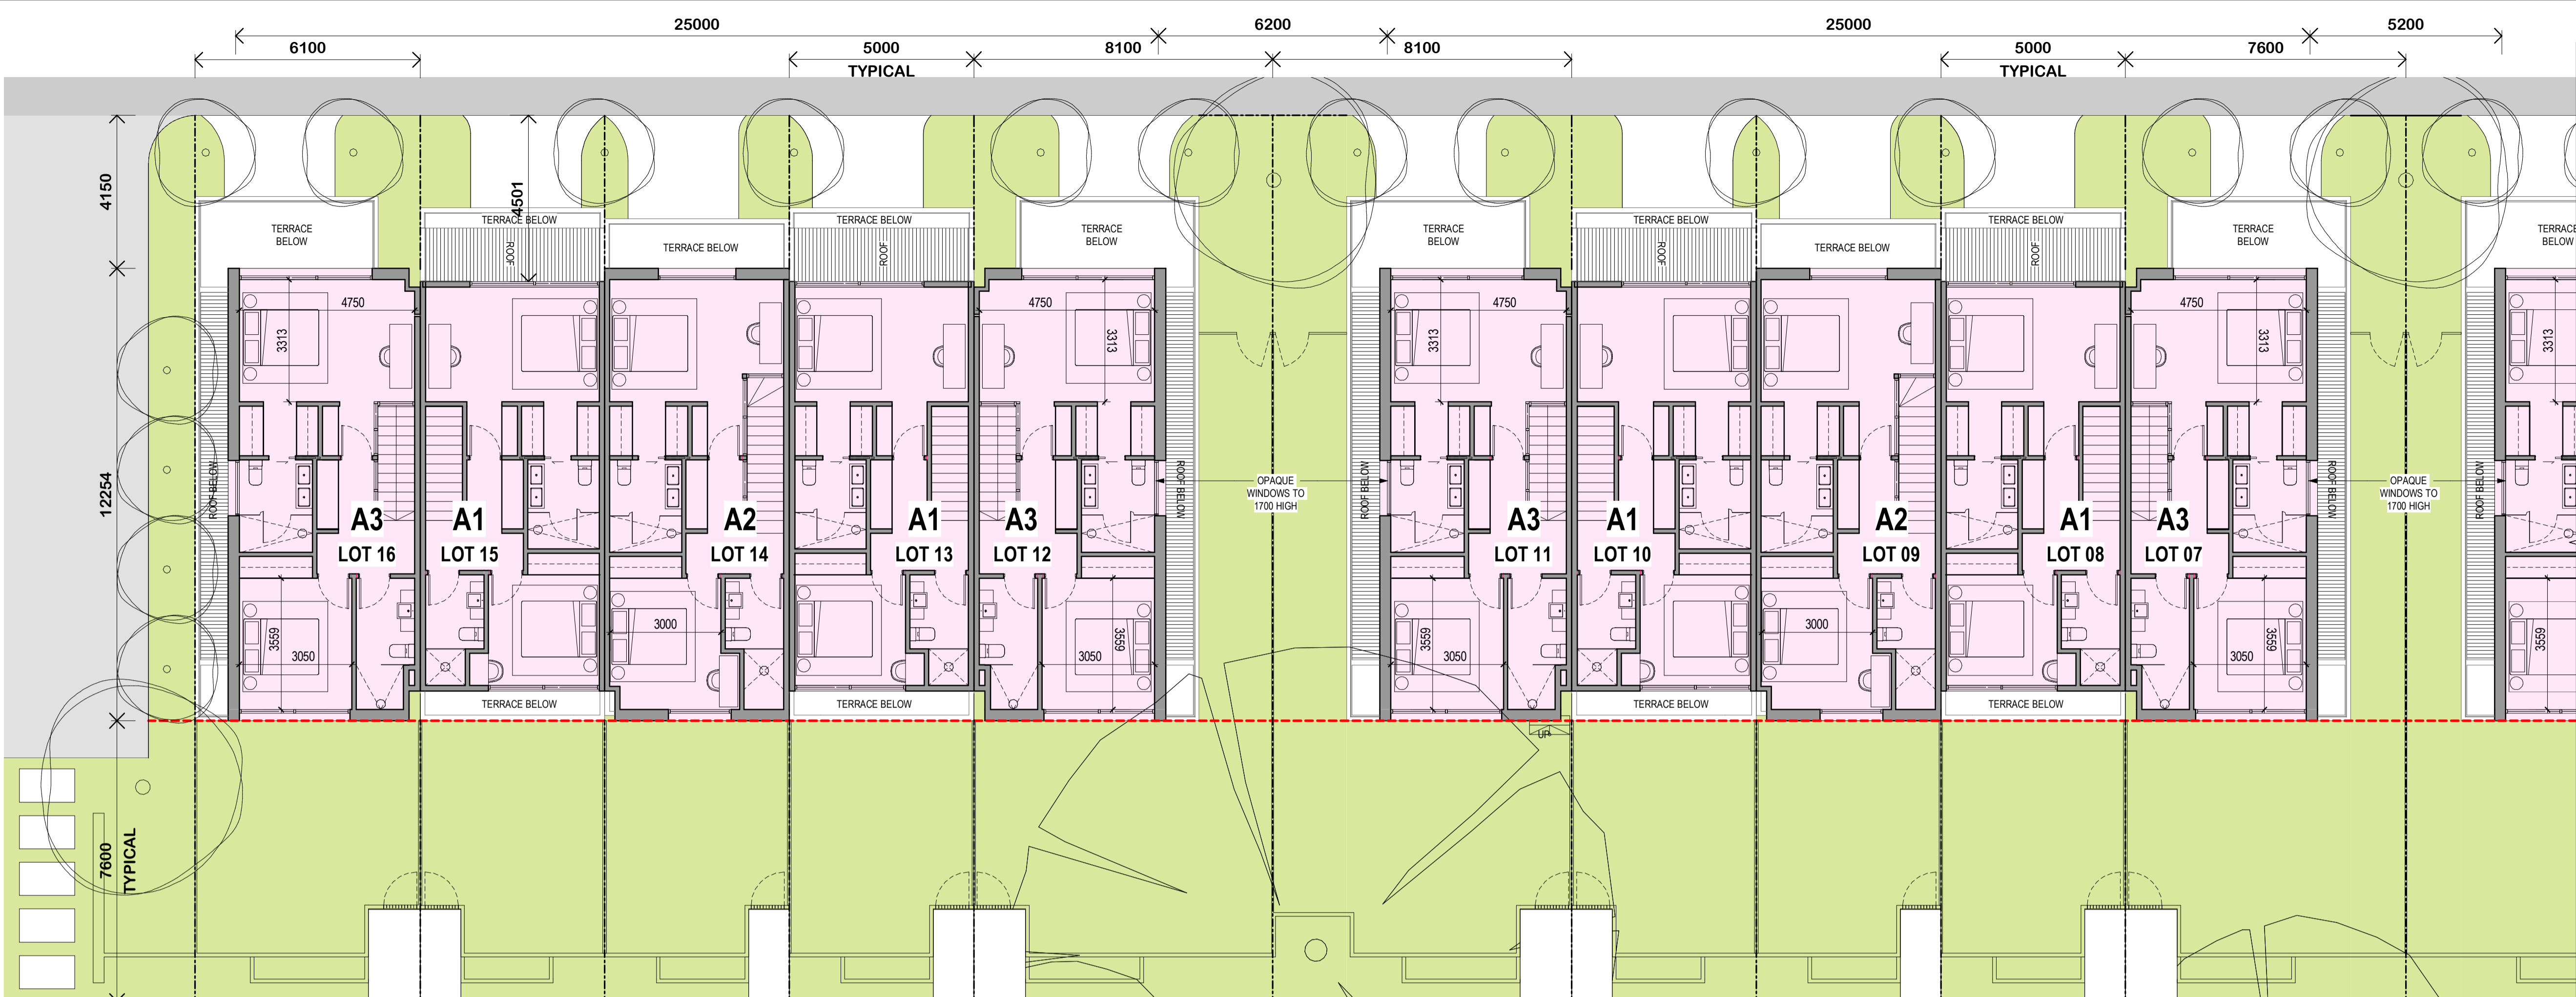 25000
6200
25000
5200
6100
5000
8100
8100
5000
7600
TYPICAL
TYPICAL
4150
4501
12254
7600
TYPICAL
TERRACE
BELOW
TERRACE BELOW
ROOF
TERRACE BELOW
TERRACE BELOW
ROOF
TERRACE
BELOW
TERRACE
BELOW
TERRACE BELOW
ROOF
TERRACE BELOW
TERRACE BELOW
ROOF
TERRACE
BELOW
TERRACE
BELOW
4750
3313
4750
3313
4750
3313
4750
3313
3313
ROOF BELOW
ROOF BELOW
OPAQUE
WINDOWS TO
1700 HIGH
ROOF BELOW
ROOF BELOW
OPAQUE
WINDOWS TO
1700 HIGH
ROOF BELOW
A3
LOT 16
A1
LOT 15
A2
LOT 14
A1
LOT 13
A3
LOT 12
A3
LOT 11
A1
LOT 10
A2
LOT 09
A1
LOT 08
A3
LOT 07
3559
3050
3000
3050
3559
3559
3050
3000
3050
3559
3559
TERRACE BELOW
TERRACE BELOW
TERRACE BELOW
TERRACE BELOW
UP